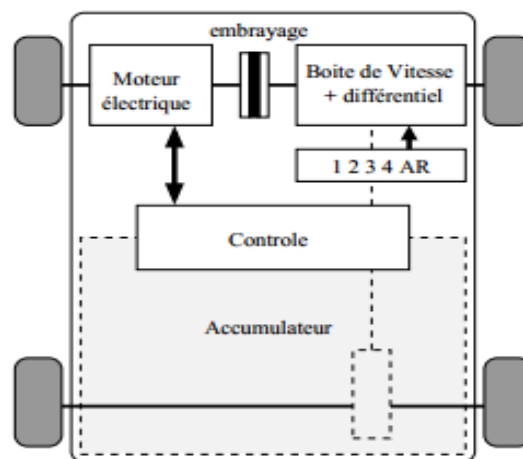 embrayage
Moteur
électrique
Boite de Vitesse
+ différentiel
1 2 3 4 AR
Controle
Accumulateur